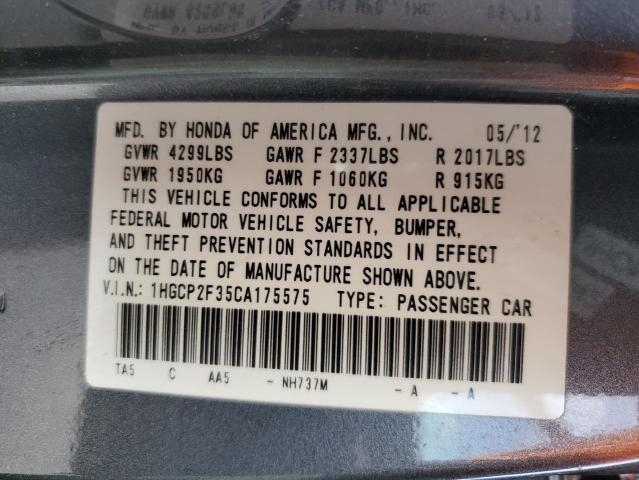 MFD. BY HONDA OF AMERICA MFG., INC. 05/'12
GVWR 4299LBS GAWR F 2337LBS R 2017LBS
GVWR 1950KG GAWR F 1060KG R 915KG
THIS VEHICLE CONFORMS TO ALL APPLICABLE
FEDERAL MOTOR VEHICLE SAFETY, BUMPER,
AND THEFT PREVENTION STANDARDS IN EFFECT
ON THE DATE OF MANUFACTURE SHOWN ABOVE.
V.I.N.: 1HGCP2F35CA175575 TYPE: PASSENGER CAR
TA5 C AA5 - NH737M - A - A